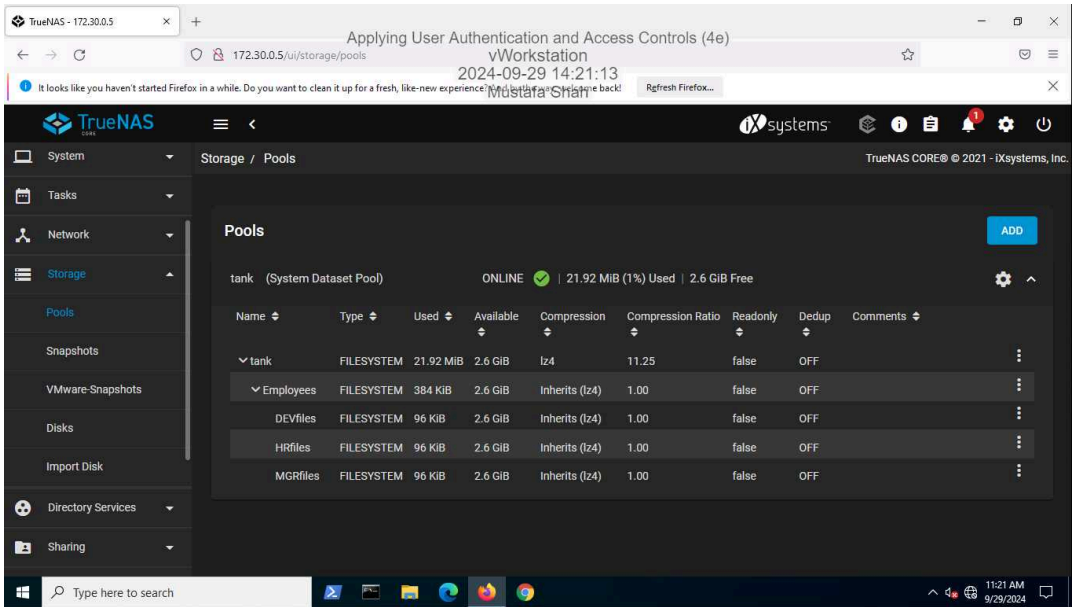 TrueNAS - 172.30.0.5
Applying User Authentication and Access Controls (4e)
vWorkstation
2024-09-29 14:21:13
Mustafa Shah
172.30.0.5/ui/storage/pools
It looks like you haven't started Firefox in a while. Do you want to clean it up for a fresh, like-new experience? And by the way, welcome back!
Refresh Firefox...
TrueNAS
CORE
iX systems
1
System
Storage / Pools
TrueNAS CORE® © 2021 - iXsystems, Inc.
Tasks
Network
Storage
Pools
Snapshots
VMware-Snapshots
Disks
Import Disk
Directory Services
Sharing
Pools
ADD
tank (System Dataset Pool) ONLINE | 21.92 MiB (1%) Used | 2.6 GiB Free
Name Type Used Available Compression Compression Ratio Readonly Dedup Comments
tank FILESYSTEM 21.92 MiB 2.6 GiB lz4 11.25 false OFF
Employees FILESYSTEM 384 KiB 2.6 GiB Inherits (lz4) 1.00 false OFF
DEVfiles FILESYSTEM 96 KiB 2.6 GiB Inherits (lz4) 1.00 false OFF
HRfiles FILESYSTEM 96 KiB 2.6 GiB Inherits (lz4) 1.00 false OFF
MGRfiles FILESYSTEM 96 KiB 2.6 GiB Inherits (lz4) 1.00 false OFF
Type here to search
11:21 AM
9/29/2024